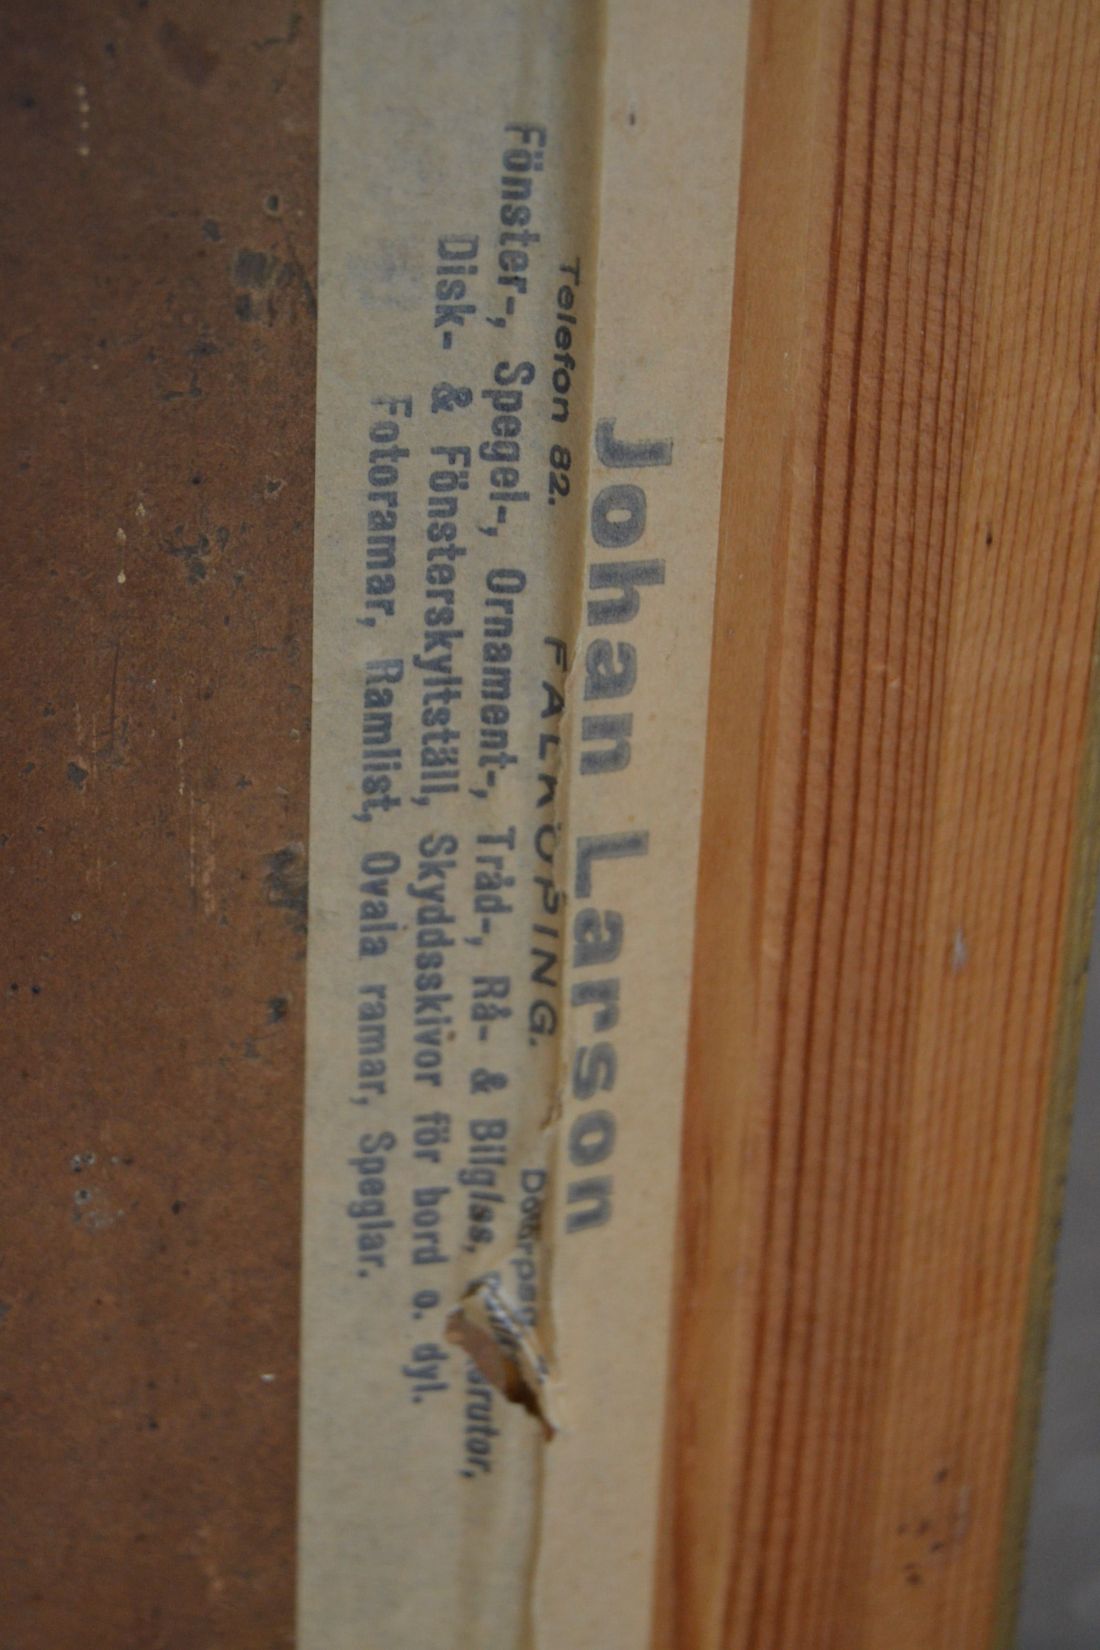 Johan Larson
Telefon 82. FALKÖPING.
Fönster-, Spegel-, Ornament-, Tråd-, Rå- & Bilglas,
Disk- & Fönsterskyltställ, Skyddsskivor för bord o. dyl.
Fotoramar, Ramlist, Ovala ramar, Speglar.